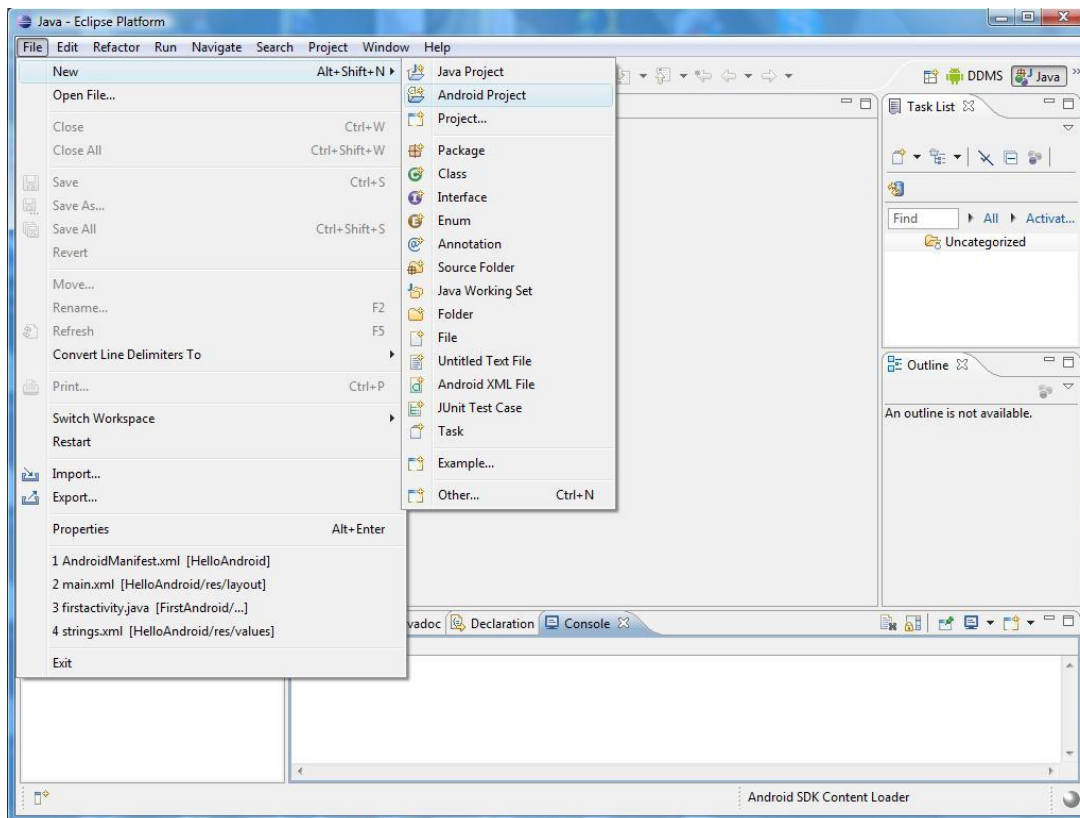 Java - Eclipse Platform
File Edit Refactor Run Navigate Search Project Window Help
New Alt+Shift+N
Open File...
Close Ctrl+W
Close All Ctrl+Shift+W
Save Ctrl+S
Save As...
Save All Ctrl+Shift+S
Revert
Move...
Rename... F2
Refresh F5
Convert Line Delimiters To
Print... Ctrl+P
Switch Workspace
Restart
Import...
Export...
Properties Alt+Enter
1 AndroidManifest.xml [HelloAndroid]
2 main.xml [HelloAndroid/res/layout]
3 firstactivity.java [FirstAndroid/...]
4 strings.xml [HelloAndroid/res/values]
Exit
Java Project
Android Project
Project...
Package
Class
Interface
Enum
Annotation
Source Folder
Java Working Set
Folder
File
Untitled Text File
Android XML File
JUnit Test Case
Task
Example...
Other... Ctrl+N
DDMS Java
Task List
Find All Activat...
Uncategorized
Outline
An outline is not available.
vadoc Declaration Console
Android SDK Content Loader